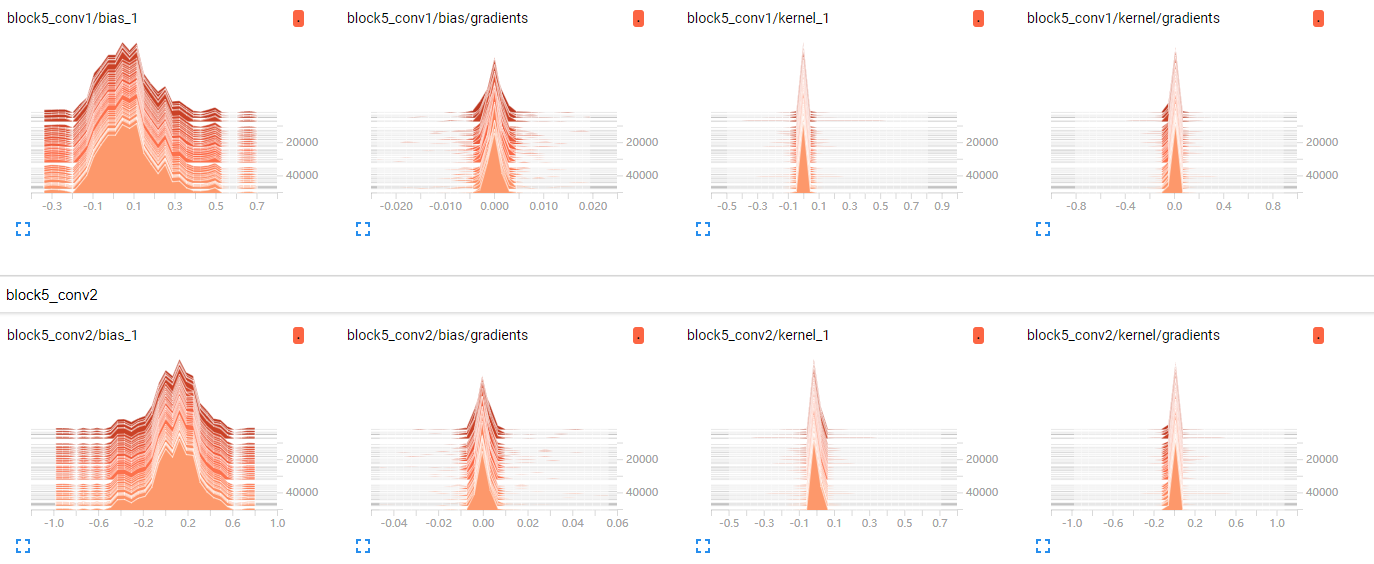 block5_conv1/bias_1 . block5_conv1/bias/gradients . block5_conv1/kernel_1 . block5_conv1/kernel/gradients .
20000 20000 20000 20000
40000 40000 40000 40000
-0.3 -0.1 0.1 0.3 0.5 0.7 -0.020 -0.010 0.000 0.010 0.020 -0.5 -0.3 -0.1 0.1 0.3 0.5 0.7 0.9 -0.8 -0.4 0.0 0.4 0.8
block5_conv2
block5_conv2/bias_1 . block5_conv2/bias/gradients . block5_conv2/kernel_1 . block5_conv2/kernel/gradients .
20000 20000 20000 20000
40000 40000 40000 40000
-1.0 -0.6 -0.2 0.2 0.6 1.0 -0.04 -0.02 0.00 0.02 0.04 0.06 -0.5 -0.3 -0.1 0.1 0.3 0.5 0.7 -1.0 -0.6 -0.2 0.2 0.6 1.0